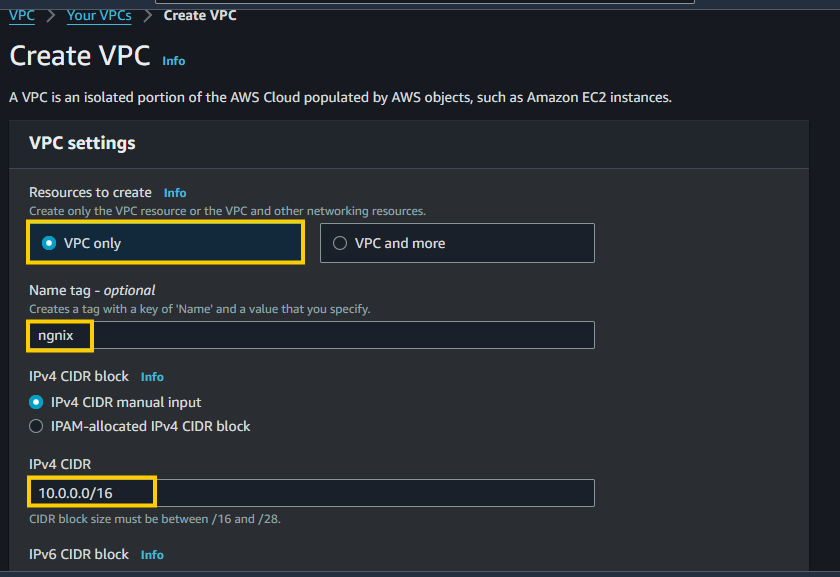 VPC > Your VPCs > Create VPC
Create VPC Info
A VPC is an isolated portion of the AWS Cloud populated by AWS objects, such as Amazon EC2 instances.
VPC settings
Resources to create Info
Create only the VPC resource or the VPC and other networking resources.
VPC only VPC and more
Name tag - optional
Creates a tag with a key of 'Name' and a value that you specify.
ngnix
IPv4 CIDR block Info
IPv4 CIDR manual input
IPAM-allocated IPv4 CIDR block
IPv4 CIDR
10.0.0.0/16
CIDR block size must be between /16 and /28.
IPv6 CIDR block Info